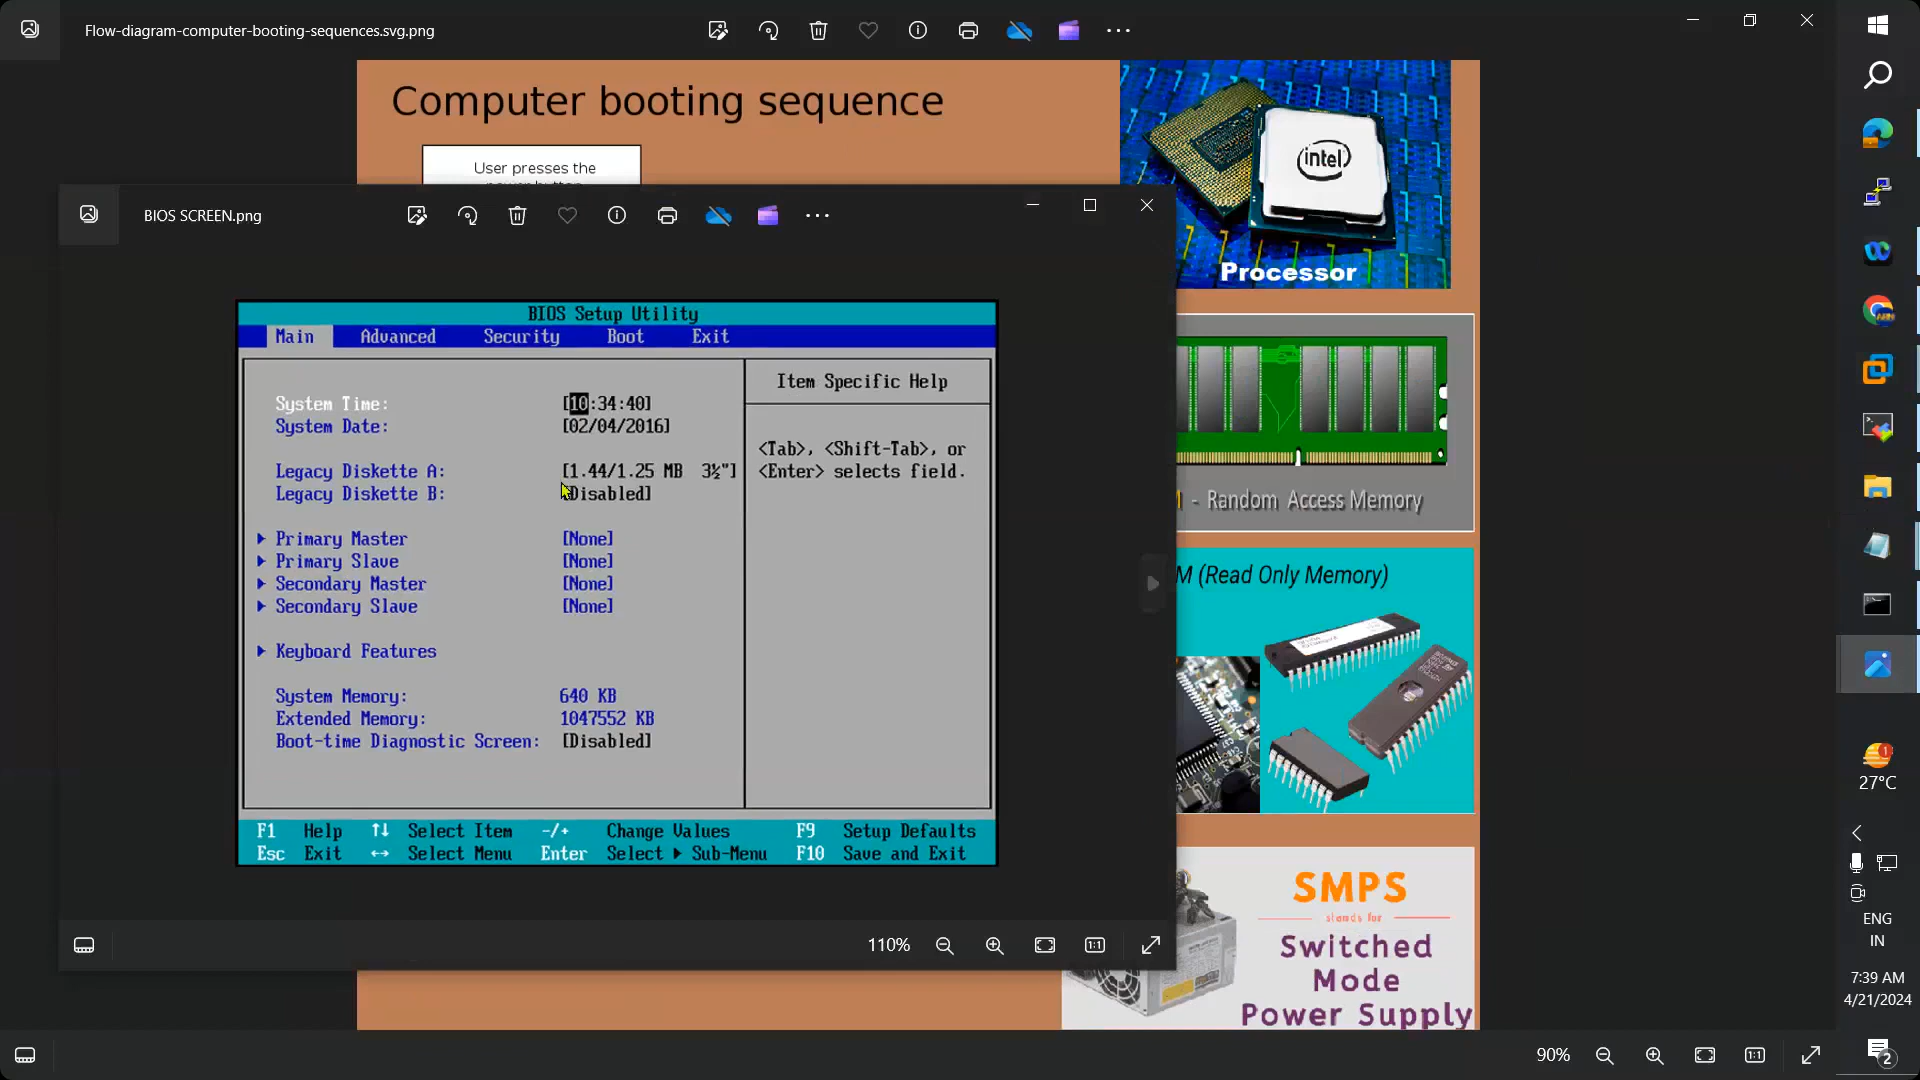 Flow-diagram-computer-booting-sequences.svg.png
Computer booting sequence
User presses the
intel
Processor
BIOS SCREEN.png
BIOS Setup Utility
Main Advanced Security Boot Exit
Item Specific Help
System Time: [10:34:40]
System Date: [02/04/2016]
<Tab>, <Shift-Tab>, or
<Enter> selects field.
Legacy Diskette A: [1.44/1.25 MB 3½"]
Legacy Diskette B: [Disabled]
Primary Master [None]
Primary Slave [None]
Secondary Master [None]
Secondary Slave [None]
Keyboard Features
System Memory: 640 KB
Extended Memory: 1047552 KB
Boot-time Diagnostic Screen: [Disabled]
F1 Help ↑↓ Select Item -/+ Change Values F9 Setup Defaults
Esc Exit ↔ Select Menu Enter Select ▶ Sub-Menu F10 Save and Exit
110%
1:1
M - Random Access Memory
M (Read Only Memory)
SMPS
stands for
Switched
Mode
Power Supply
90%
1:1
1
27°C
ENG
IN
7:39 AM
4/21/2024
2